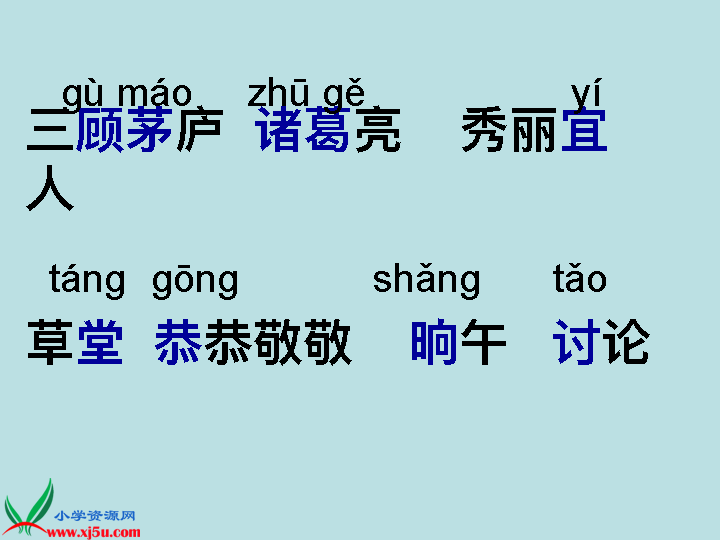 gù máo zhū gě yí
三顾茅庐 诸葛亮 秀丽宜
人
táng gōng shǎng tǎo
草堂 恭恭敬敬 晌午 讨论
小学资源网
www.xj5u.com